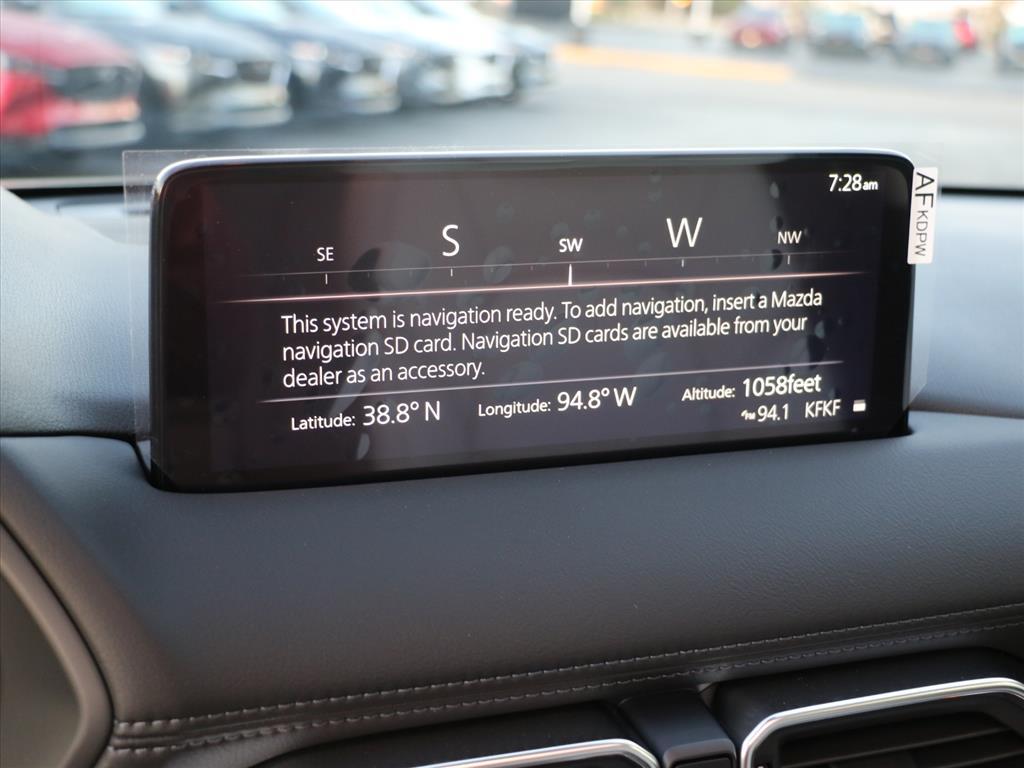 7:28am
SE S SW W NW
This system is navigation ready. To add navigation, insert a Mazda
navigation SD card. Navigation SD cards are available from your
dealer as an accessory.
Latitude: 38.8° N Longitude: 94.8° W Altitude: 1058feet
FM 94.1 KFKF
AF KDPW